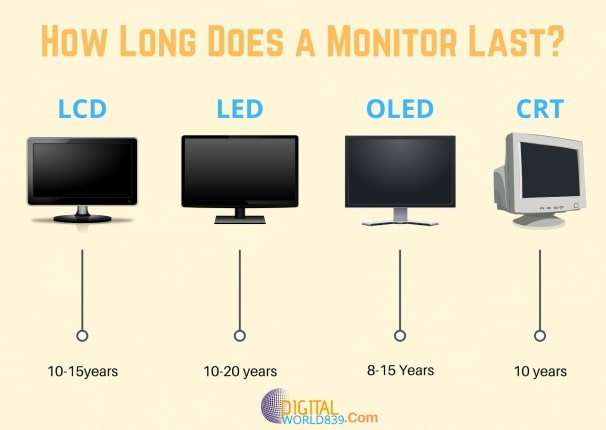 How Long Does a Monitor Last?
LCD LED OLED CRT
10-15years 10-20 years 8-15 Years 10 years
DIGITAL
WORLD839.Com